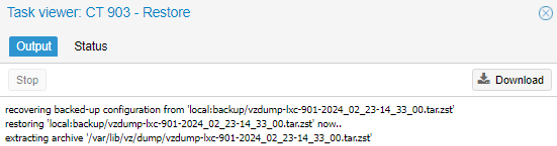 Task viewer: CT 903 - Restore
Output Status
Stop Download
recovering backed-up configuration from 'local:backup/vzdump-lxc-901-2024_02_23-14_33_00.tar.zst'
restoring 'local:backup/vzdump-lxc-901-2024_02_23-14_33_00.tar.zst' now..
extracting archive '/var/lib/vz/dump/vzdump-lxc-901-2024_02_23-14_33_00.tar.zst'